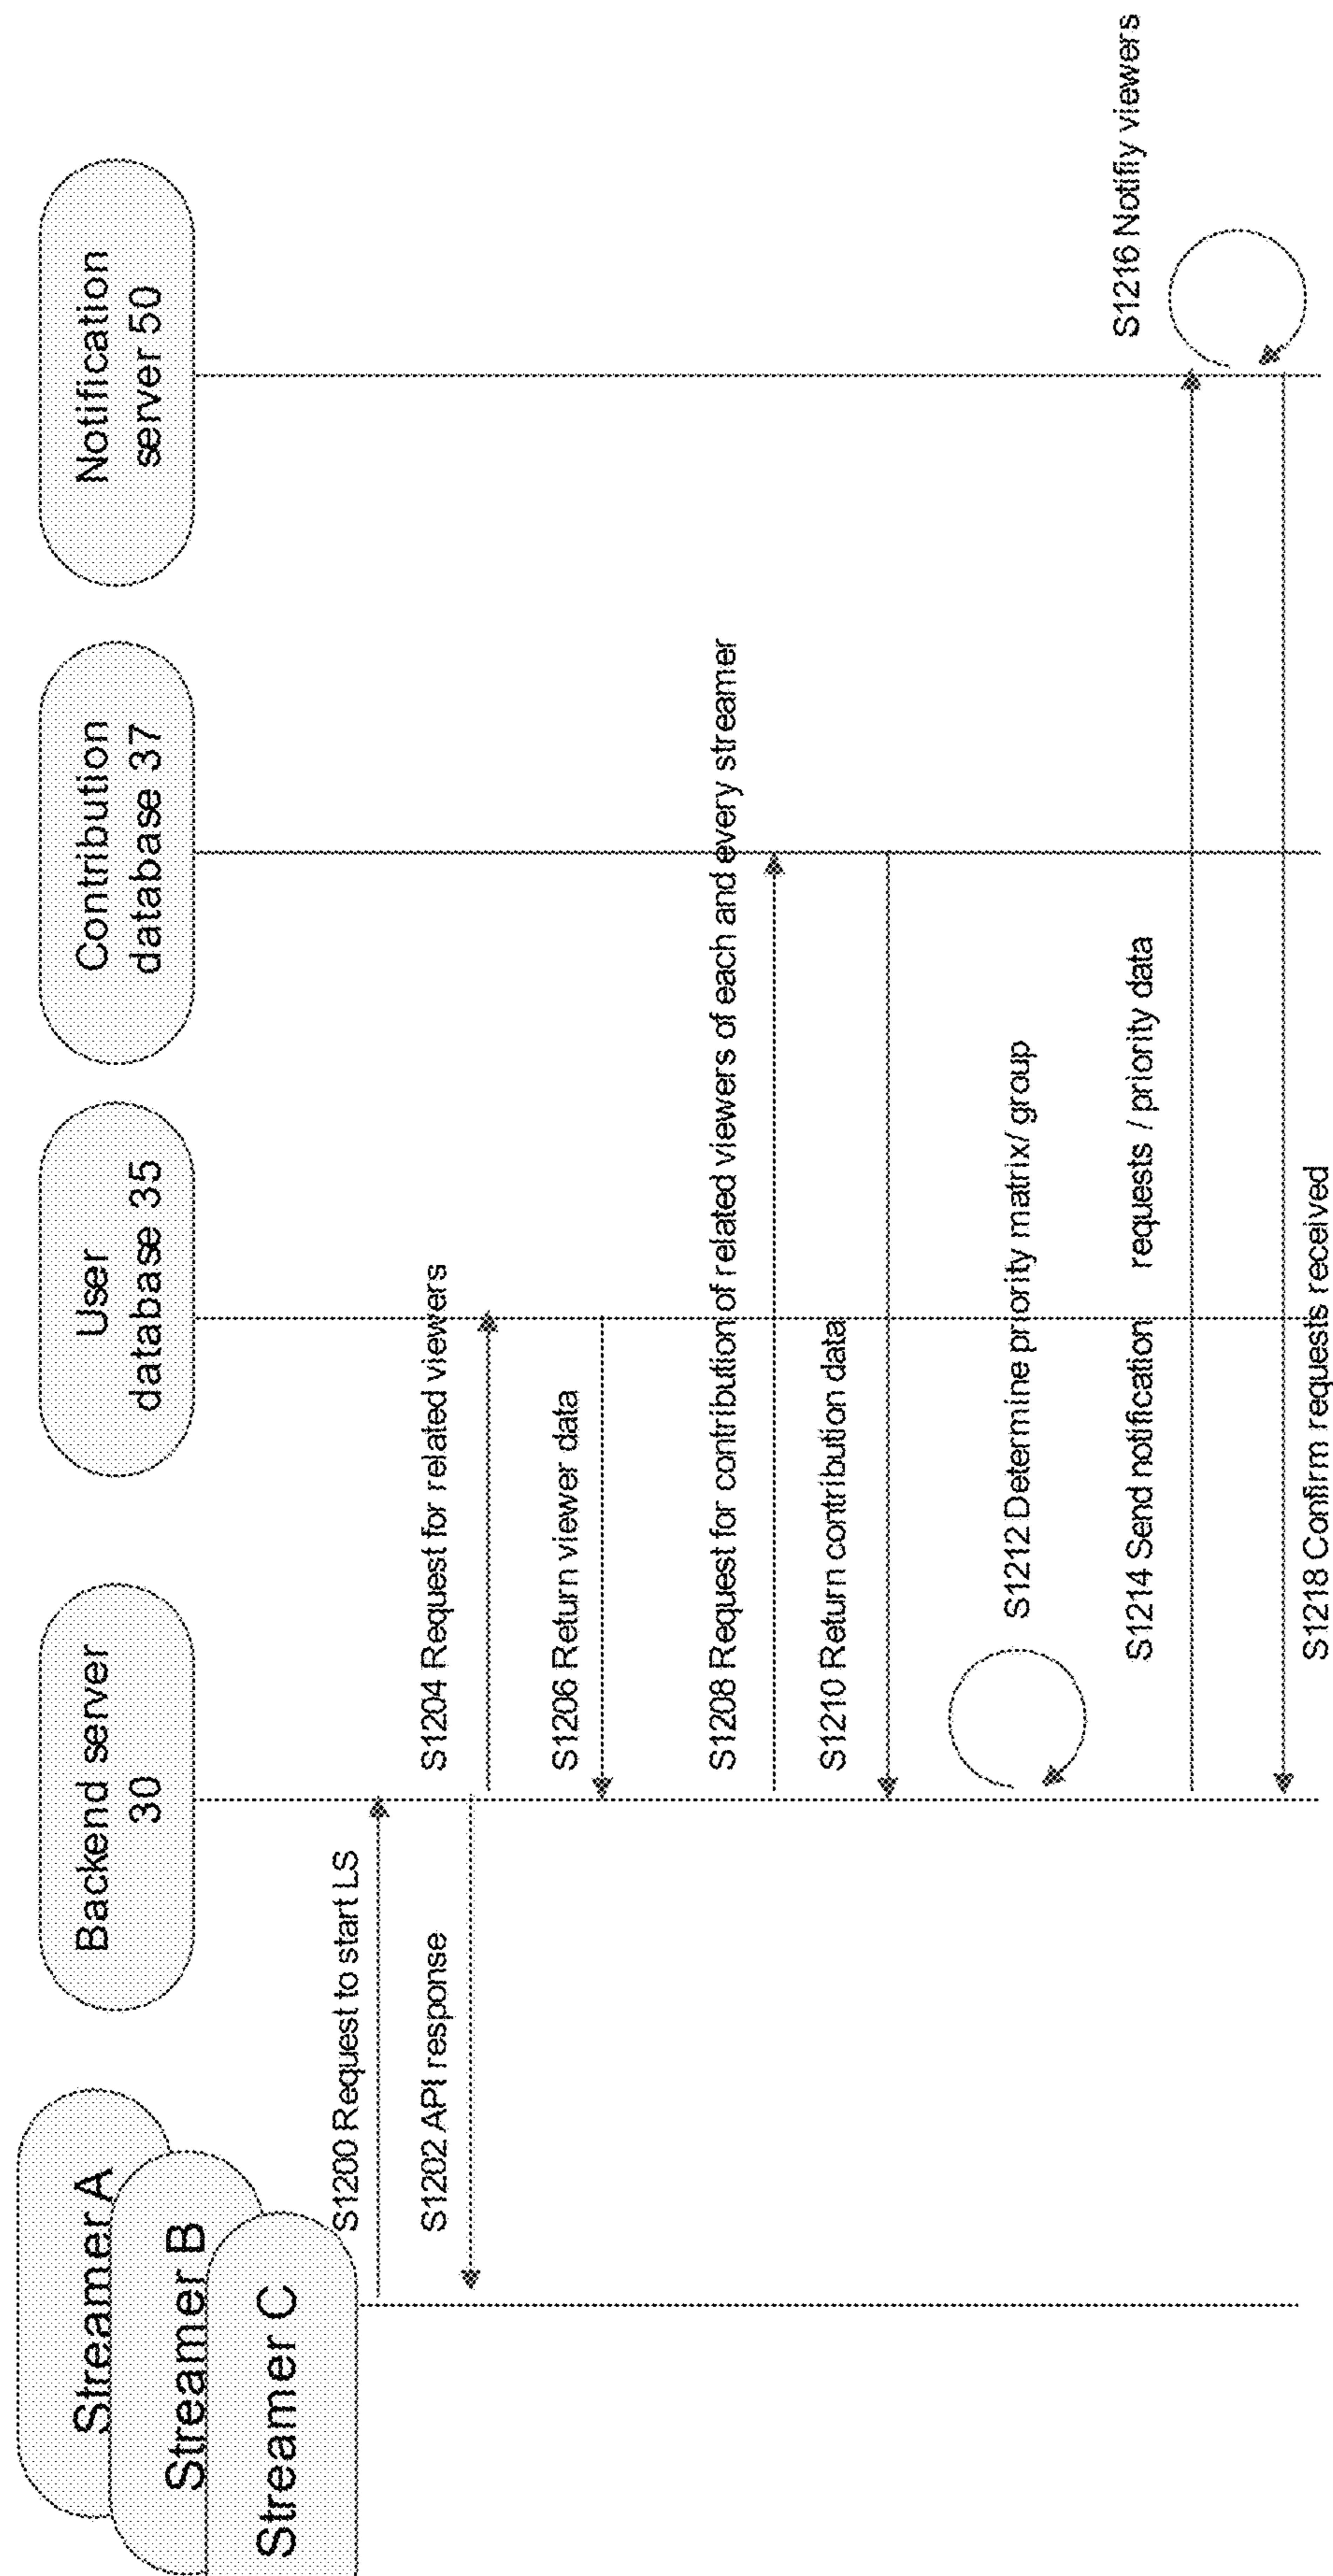 Streamer A
Streamer B
Streamer C
Backend server
30
User
database 35
Contribution
database 37
Notification
server 50
S1200 Request to start LS
S1202 API response
S1204 Request for related viewers
S1206 Return viewer data
S1208 Request for contribution of related viewers of each and every streamer
S1210 Return contribution data
S1212 Determine priority matrix/ group
S1214 Send notification requests / priority data
S1216 Notifiy viewers
S1218 Confirm requests received